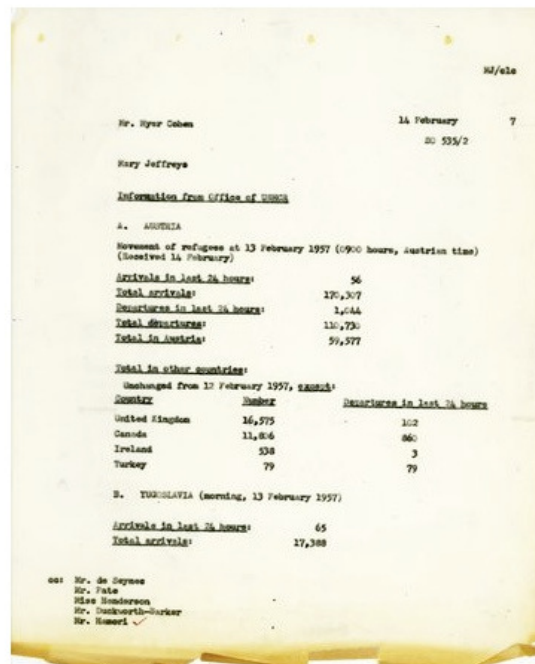 MJ/elo
Mr. Myer Cohen 14 February 7
SO 535/2
Mary Jeffreys
Information from Office of UNHCR
A. AUSTRIA
Movement of refugees at 13 February 1957 (0900 hours, Austrian time)
(Received 14 February)
Arrivals in last 24 hours: 56
Total arrivals: 170,307
Departures in last 24 hours: 1,044
Total departures: 110,730
Total in Austria: 59,577
Total in other countries:
Unchanged from 12 February 1957, except:
Country Number Departures in last 24 hours
United Kingdom 16,575 102
Canada 11,806 860
Ireland 538 3
Turkey 79 79
B. YUGOSLAVIA (morning, 13 February 1957)
Arrivals in last 24 hours: 65
Total arrivals: 17,388
cc: Mr. de Seynes
Mr. Pate
Miss Henderson
Mr. Duckworth-Barker
Mr. Hamori